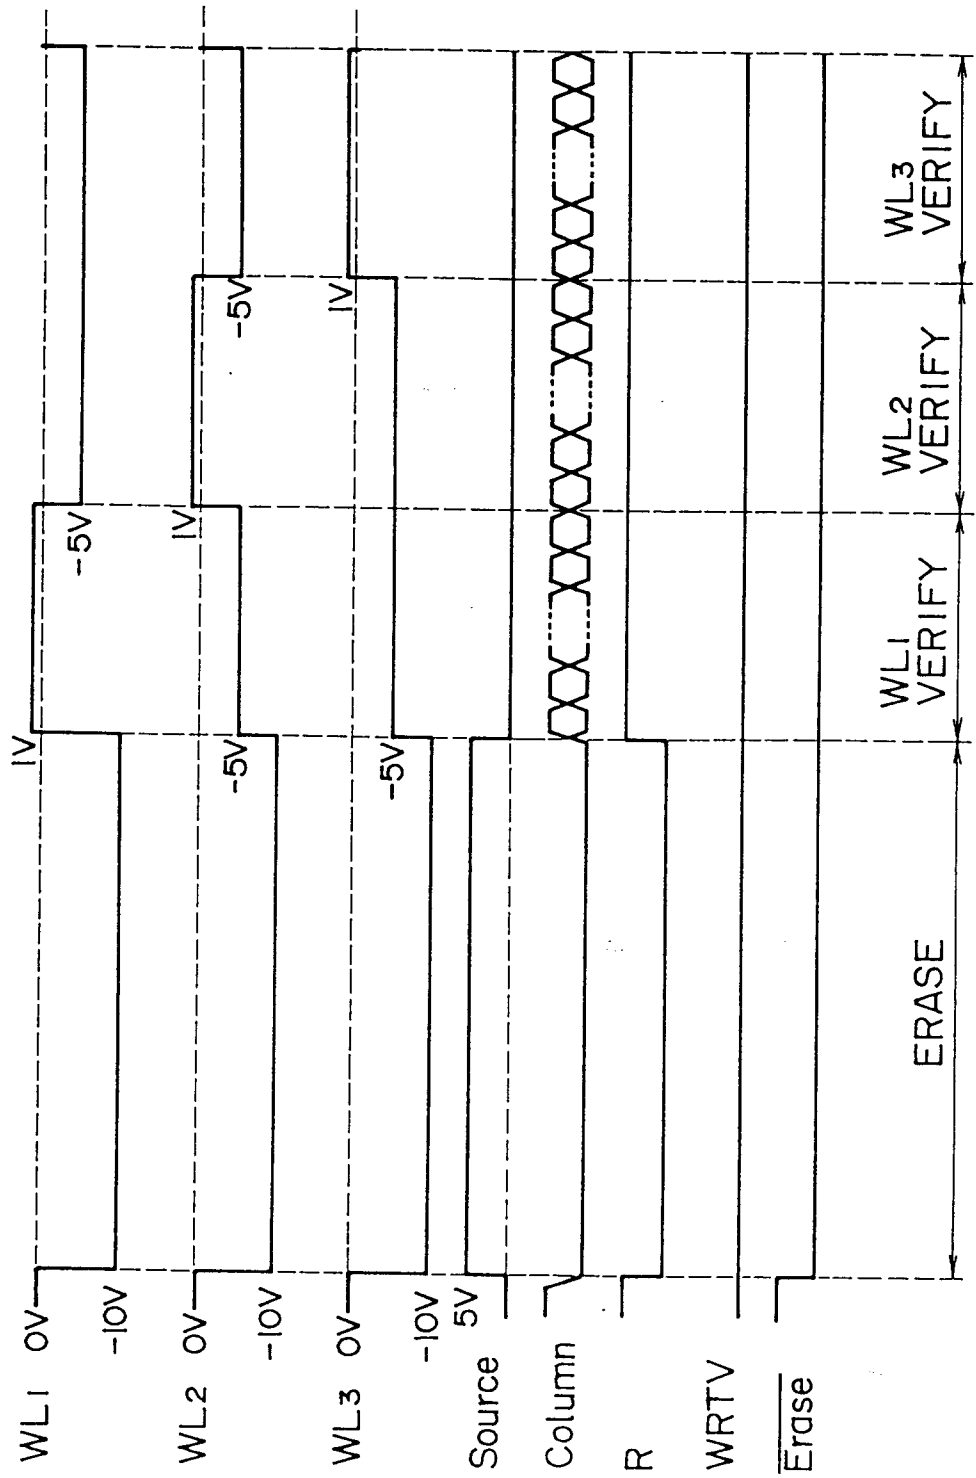 WL1 0V 1V -5V
-10V
WL2 0V -5V 1V -5V
-10V
WL3 0V -5V 1V
-10V
Source 5V
Column
R
WRTV
Erase
ERASE
WL1
VERIFY
WL2
VERIFY
WL3
VERIFY